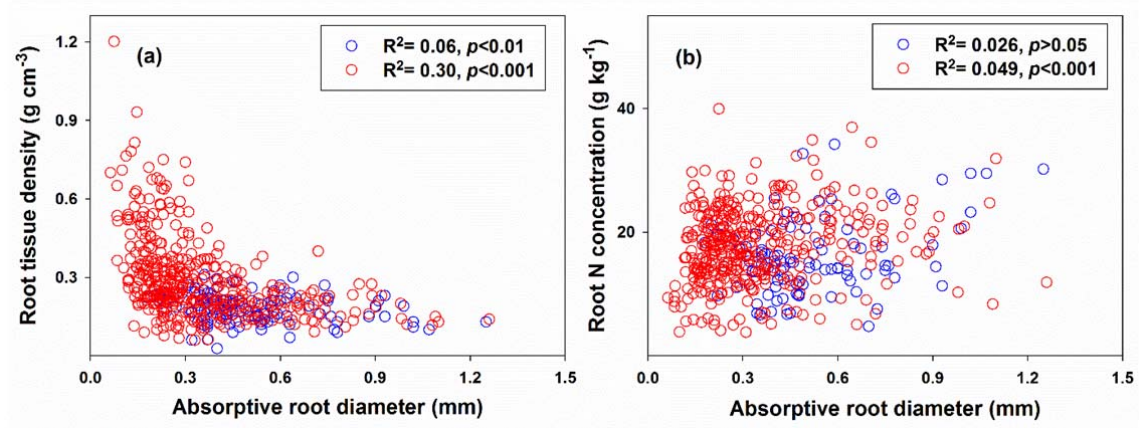 (a)
R²= 0.06, p<0.01
R²= 0.30, p<0.001
Root tissue density (g cm⁻³)
1.2
0.9
0.6
0.3
0.0 0.3 0.6 0.9 1.2 1.5
Absorptive root diameter (mm)
(b)
R²= 0.026, p>0.05
R²= 0.049, p<0.001
Root N concentration (g kg⁻¹)
40
20
0.0 0.3 0.6 0.9 1.2 1.5
Absorptive root diameter (mm)